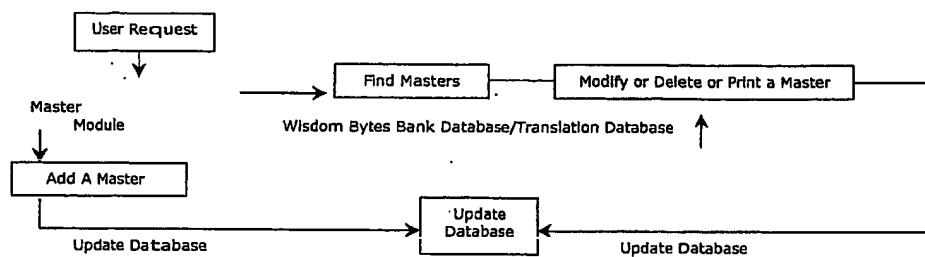 User Request
Find Masters
Modify or Delete or Print a Master
Master
Module
Wisdom Bytes Bank Database/Translation Database
Add A Master
Update
Database
Update Database
Update Database